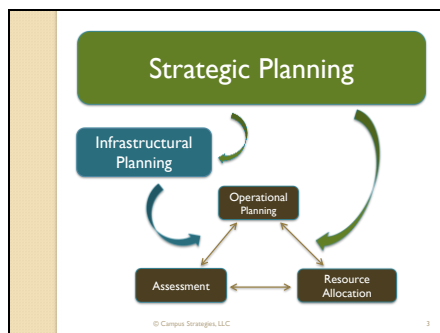 Strategic Planning
Infrastructural
Planning
Operational
Planning
Assessment
Resource
Allocation
© Campus Strategies, LLC
3